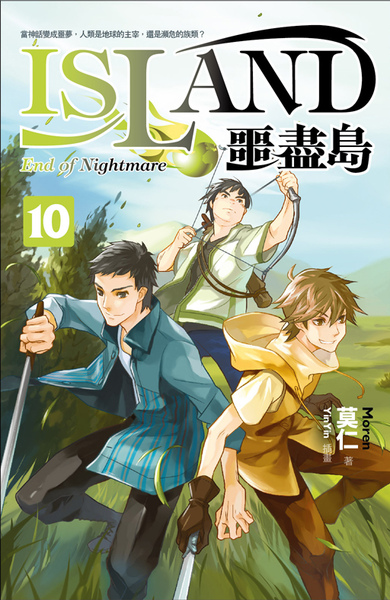 當神話變成噩夢，人類是地球的主宰，還是瀕危的族類？
ISLAND
End of Nightmare
噩盡島
10
Moren
莫仁 著
YinYin 插畫